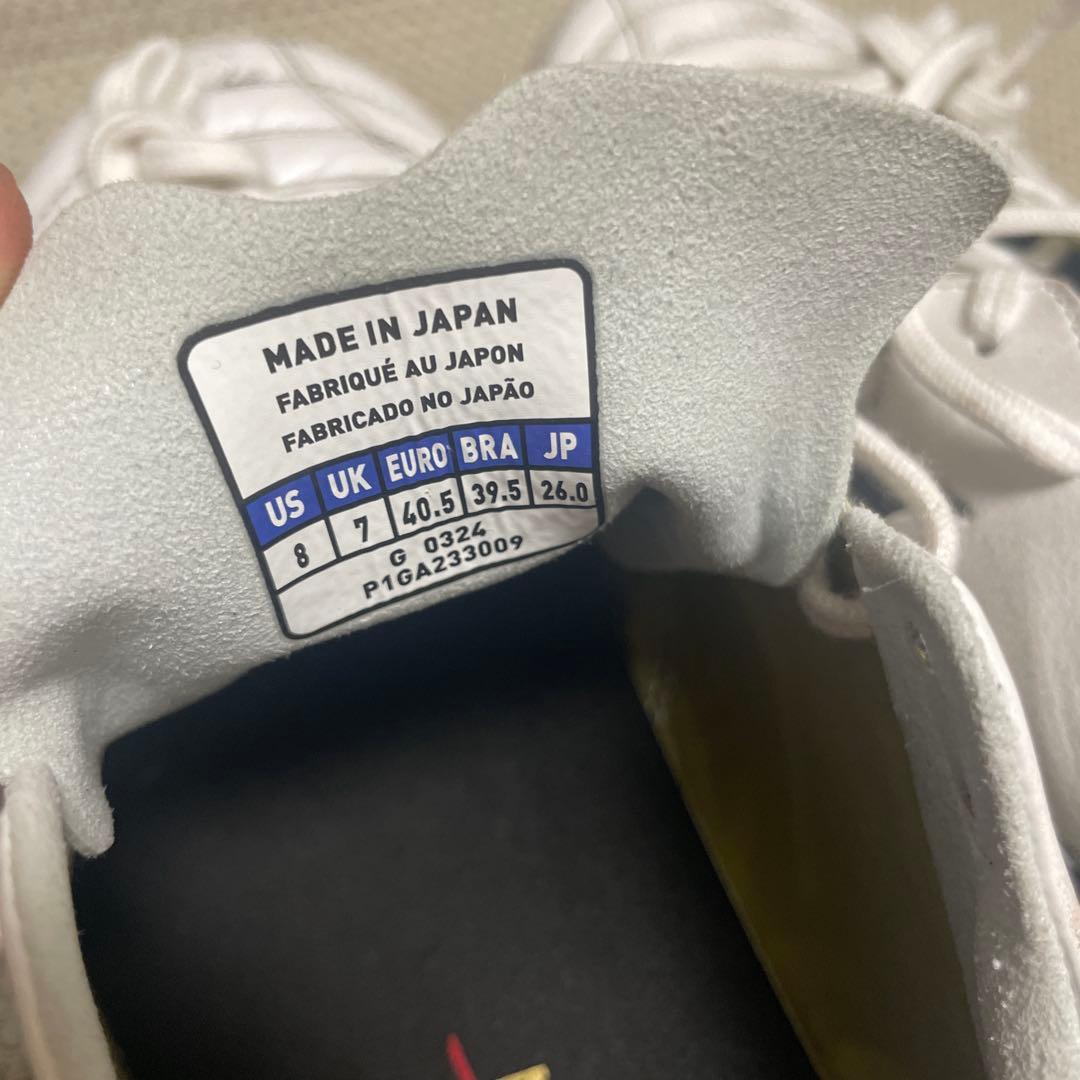 MADE IN JAPAN
FABRIQUÉ AU JAPON
FABRICADO NO JAPÃO
US UK EURO BRA JP
8 7 40.5 39.5 26.0
G 0324
P1GA233009